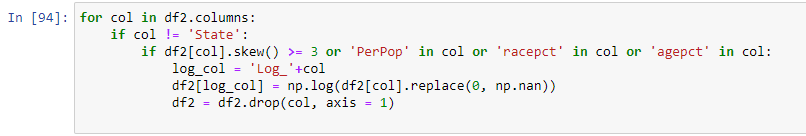 In [94]: for col in df2.columns:
    if col != 'State':
        if df2[col].skew() >= 3 or 'PerPop' in col or 'racepct' in col or 'agepct' in col:
            log_col = 'Log_'+col
            df2[log_col] = np.log(df2[col].replace(0, np.nan))
            df2 = df2.drop(col, axis = 1)